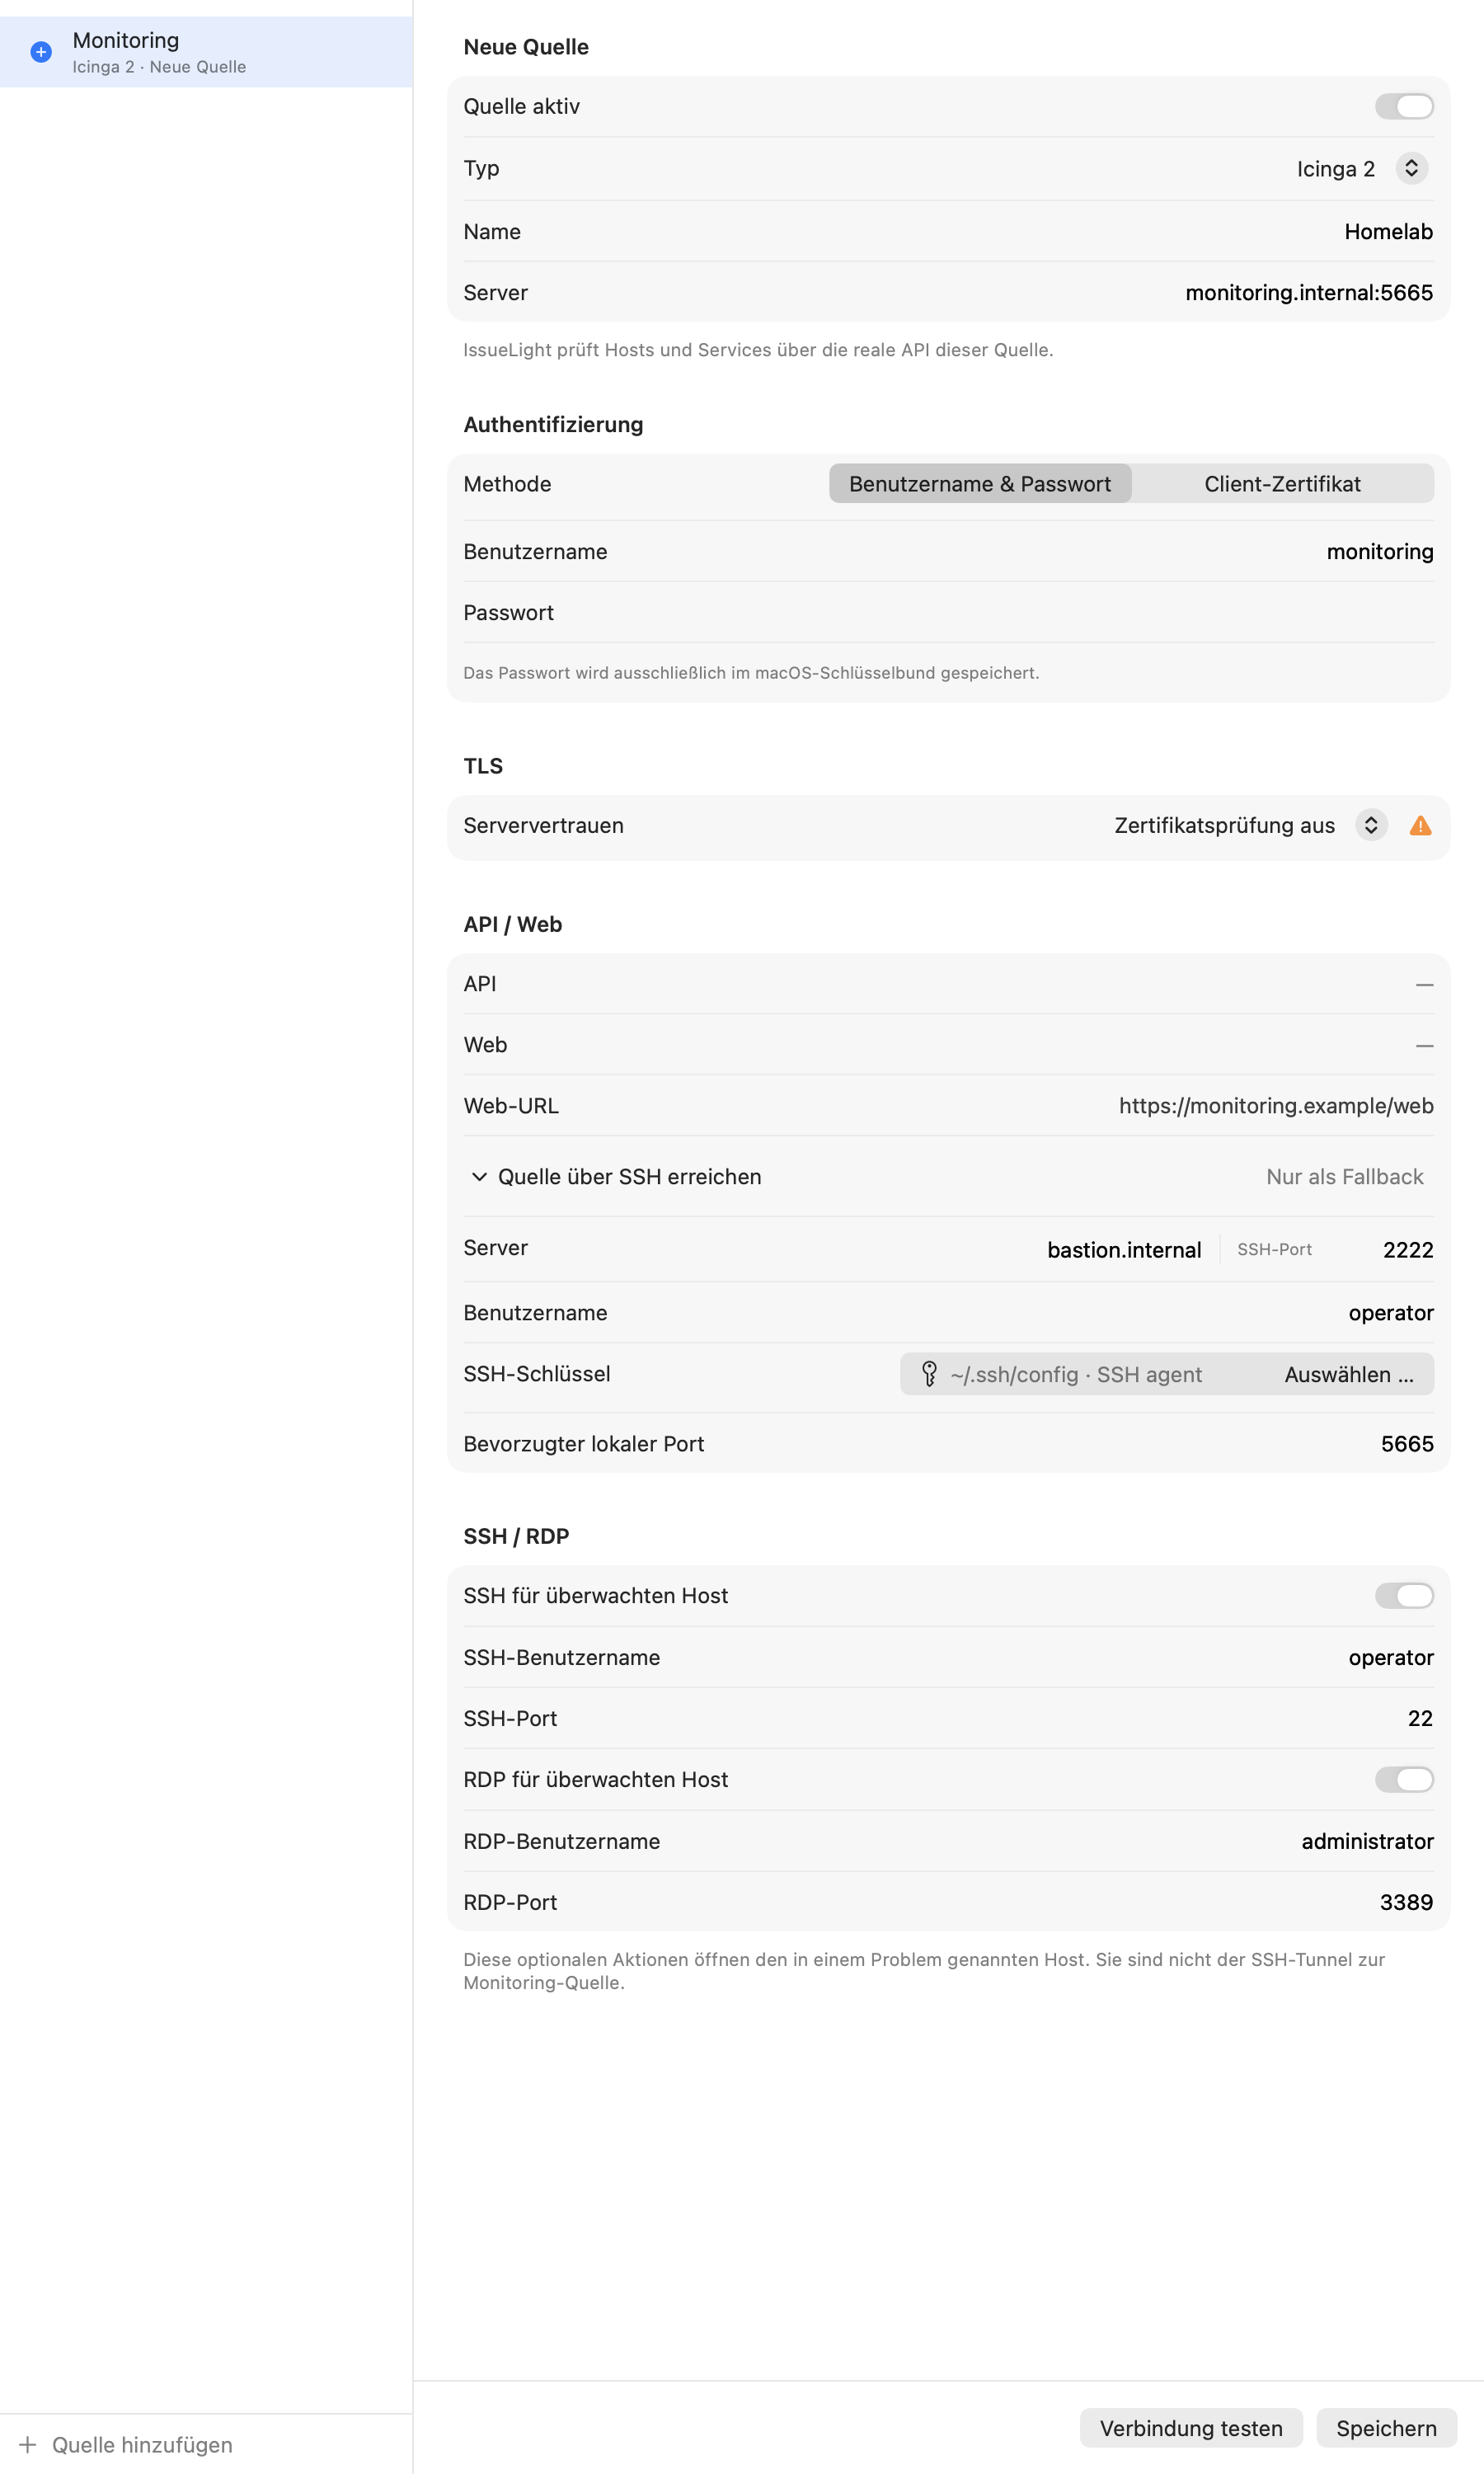 Monitoring
Icinga 2 · Neue Quelle
Neue Quelle
Quelle aktiv
Typ Icinga 2
Name Homelab
Server monitoring.internal:5665
IssueLight prüft Hosts und Services über die reale API dieser Quelle.
Authentifizierung
Methode Benutzername & Passwort Client-Zertifikat
Benutzername monitoring
Passwort
Das Passwort wird ausschließlich im macOS-Schlüsselbund gespeichert.
TLS
Serververtrauen Zertifikatsprüfung aus
API / Web
API —
Web —
Web-URL https://monitoring.example/web
Quelle über SSH erreichen Nur als Fallback
Server bastion.internal SSH-Port 2222
Benutzername operator
SSH-Schlüssel ~/.ssh/config · SSH agent Auswählen ...
Bevorzugter lokaler Port 5665
SSH / RDP
SSH für überwachten Host
SSH-Benutzername operator
SSH-Port 22
RDP für überwachten Host
RDP-Benutzername administrator
RDP-Port 3389
Diese optionalen Aktionen öffnen den in einem Problem genannten Host. Sie sind nicht der SSH-Tunnel zur
Monitoring-Quelle.
Verbindung testen Speichern
Quelle hinzufügen